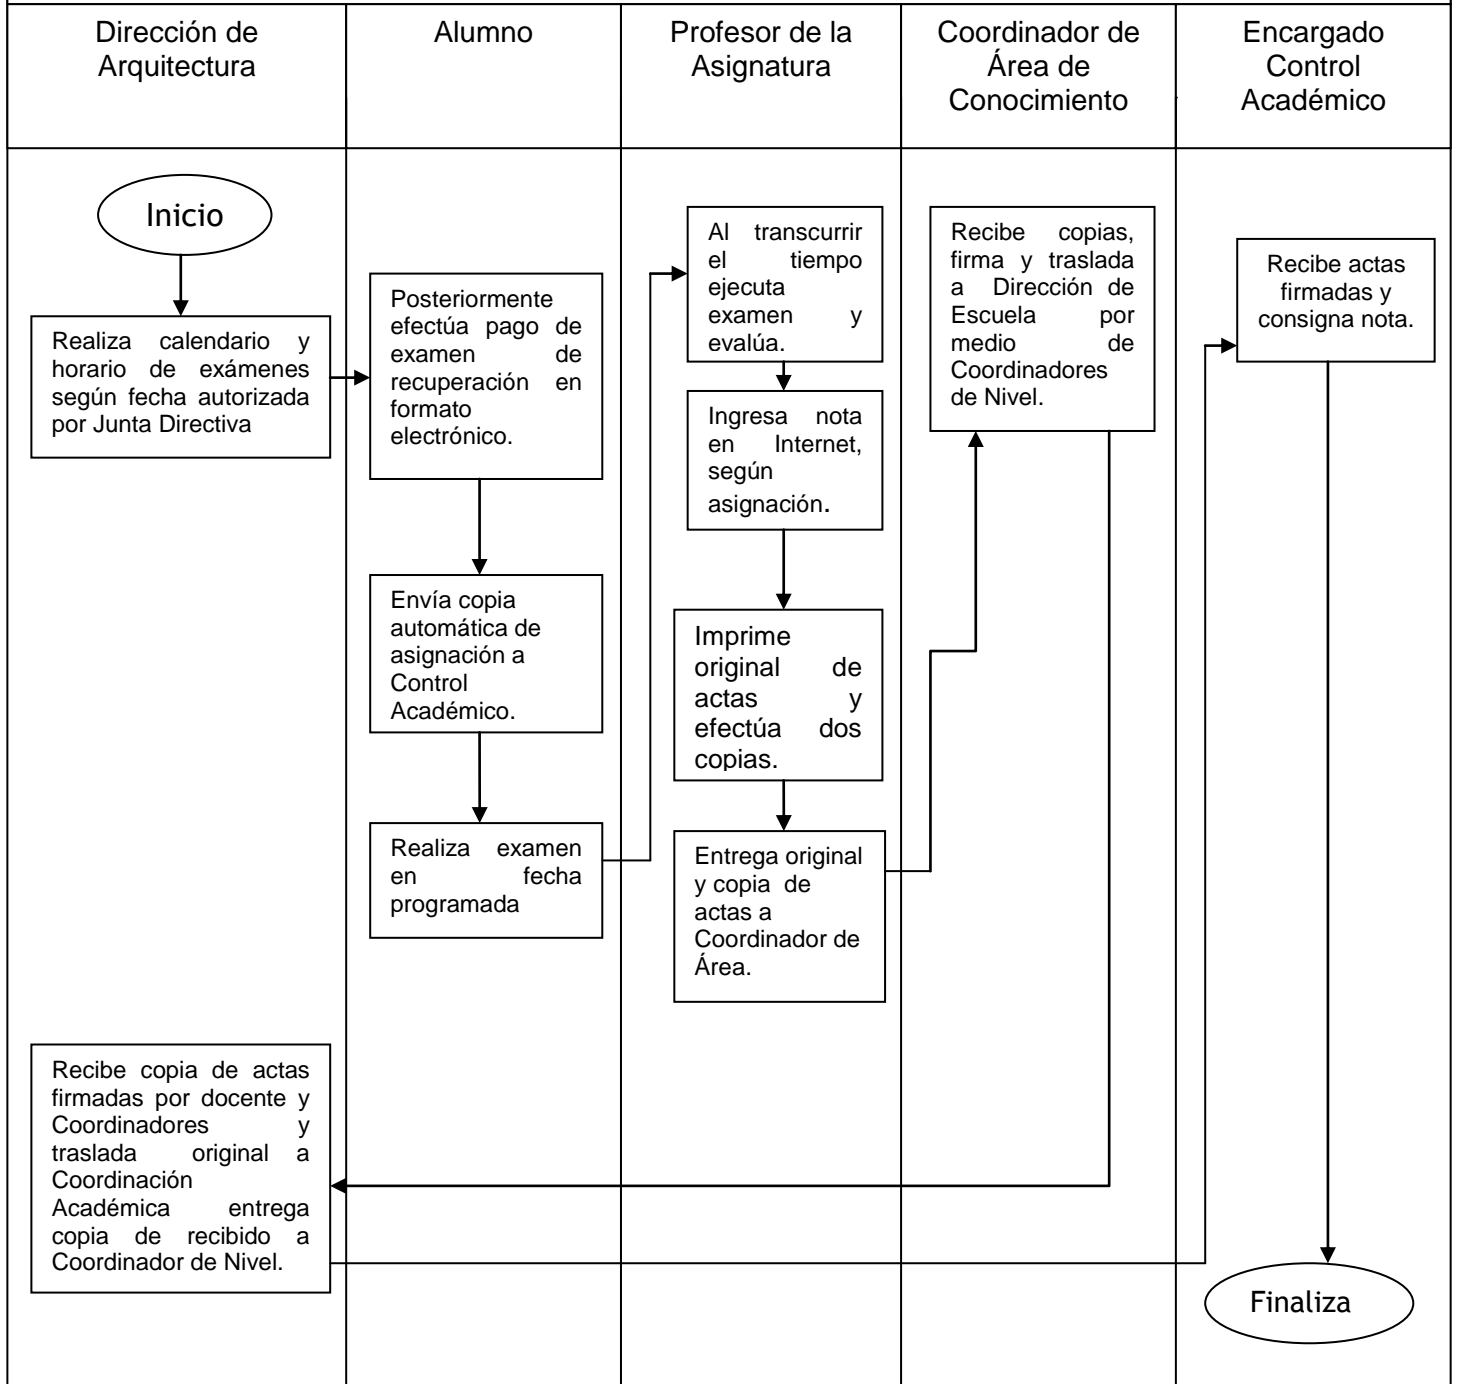 Dirección de
Arquitectura
Alumno
Profesor de la
Asignatura
Coordinador de
Área de
Conocimiento
Encargado
Control
Académico
Inicio
Realiza calendario y
horario de exámenes
según fecha autorizada
por Junta Directiva
Posteriormente
efectúa pago de
examen de
recuperación en
formato
electrónico.
Envía copia
automática de
asignación a
Control
Académico.
Realiza examen
en fecha
programada
Al transcurrir
el tiempo
ejecuta
examen y
evalúa.
Ingresa nota
en Internet,
según
asignación.
Imprime
original de
actas y
efectúa dos
copias.
Entrega original
y copia de
actas a
Coordinador de
Área.
Recibe copias,
firma y traslada
a Dirección de
Escuela por
medio de
Coordinadores
de Nivel.
Recibe copia de actas
firmadas por docente y
Coordinadores y
traslada original a
Coordinación
Académica entrega
copia de recibido a
Coordinador de Nivel.
Recibe actas
firmadas y
consigna nota.
Finaliza